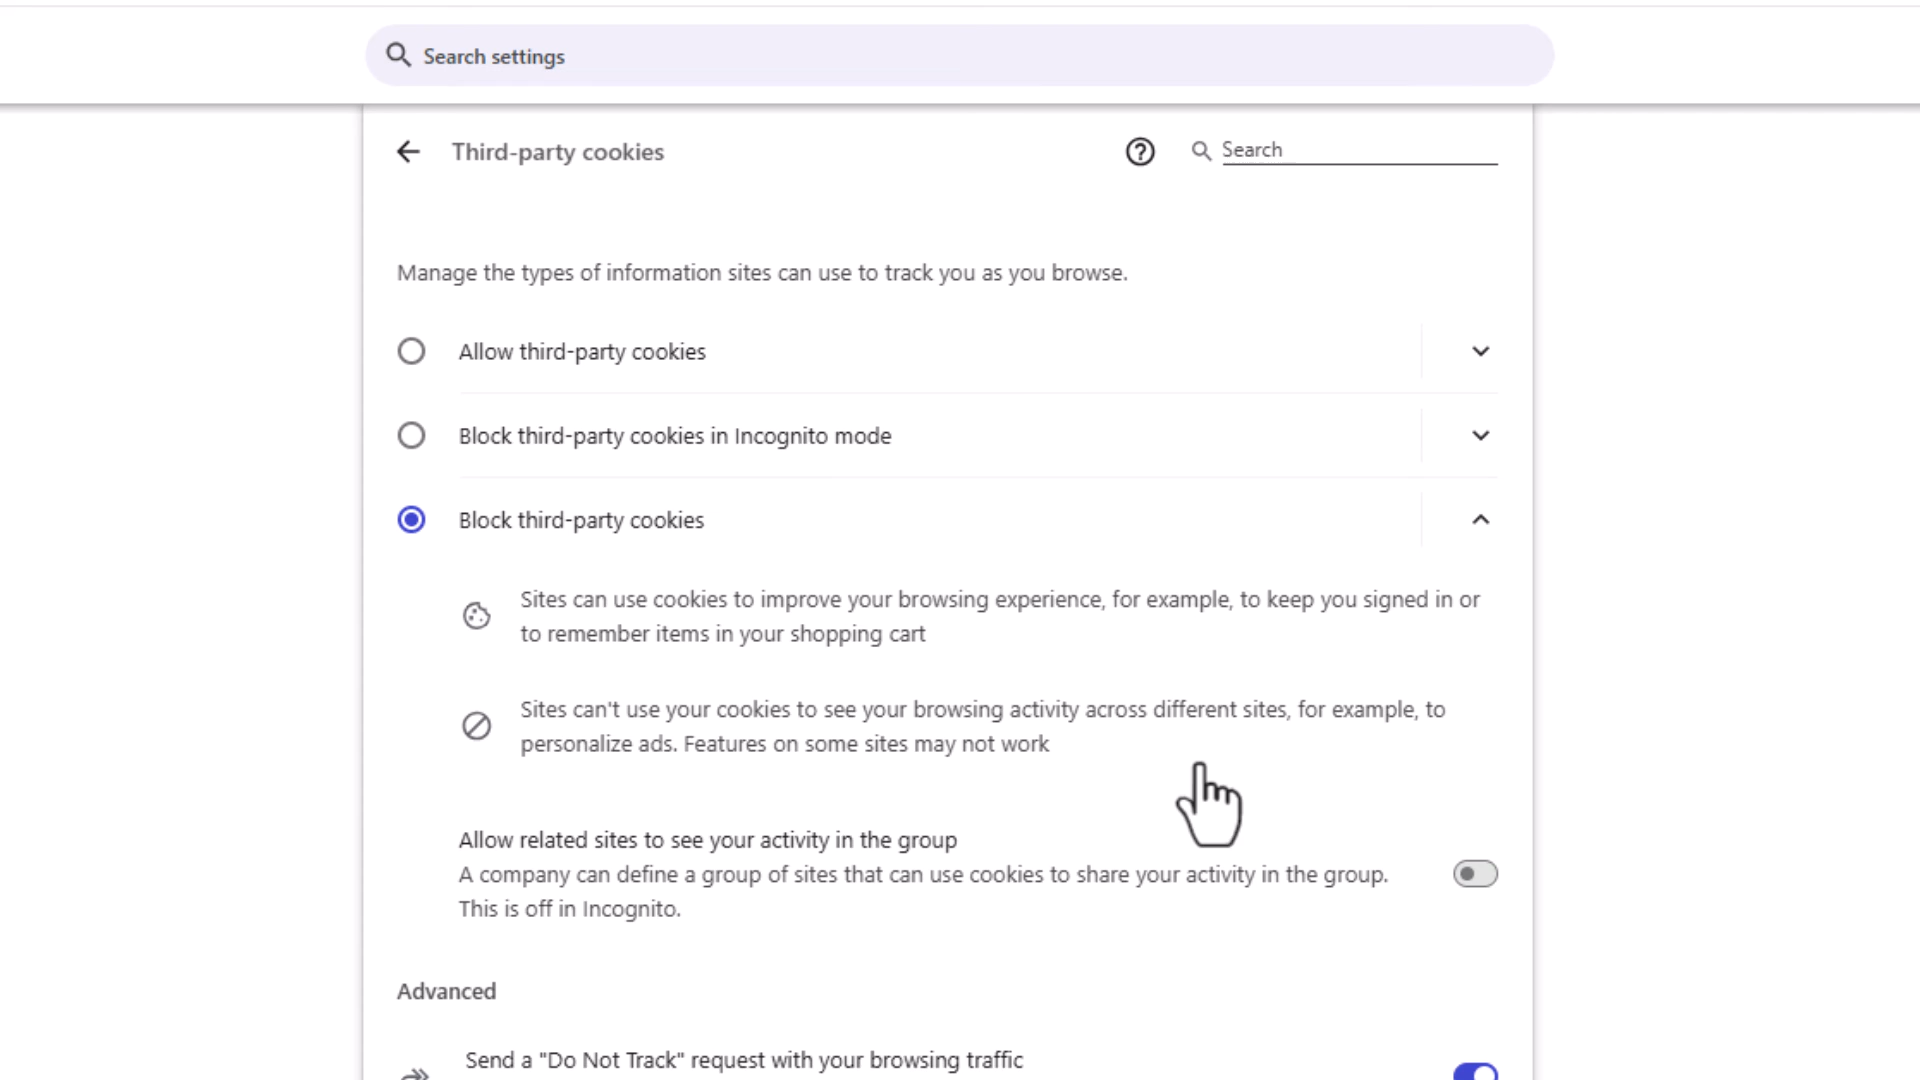 Search settings
Third-party cookies
Search
Manage the types of information sites can use to track you as you browse.
Allow third-party cookies
Block third-party cookies in Incognito mode
Block third-party cookies
Sites can use cookies to improve your browsing experience, for example, to keep you signed in or
to remember items in your shopping cart
Sites can't use your cookies to see your browsing activity across different sites, for example, to
personalize ads. Features on some sites may not work
Allow related sites to see your activity in the group
A company can define a group of sites that can use cookies to share your activity in the group.
This is off in Incognito.
Advanced
Send a "Do Not Track" request with your browsing traffic